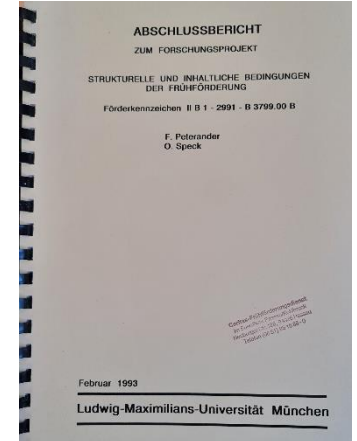 ABSCHLUSSBERICHT
ZUM FORSCHUNGSPROJEKT
STRUKTURELLE UND INHALTLICHE BEDINGUNGEN
DER FRÜHFÖRDERUNG
Förderkennzeichen II B 1 - 2991 - B 3799.00 B
F. Peterander
O. Speck
Februar 1993
Ludwig-Maximilians-Universität München